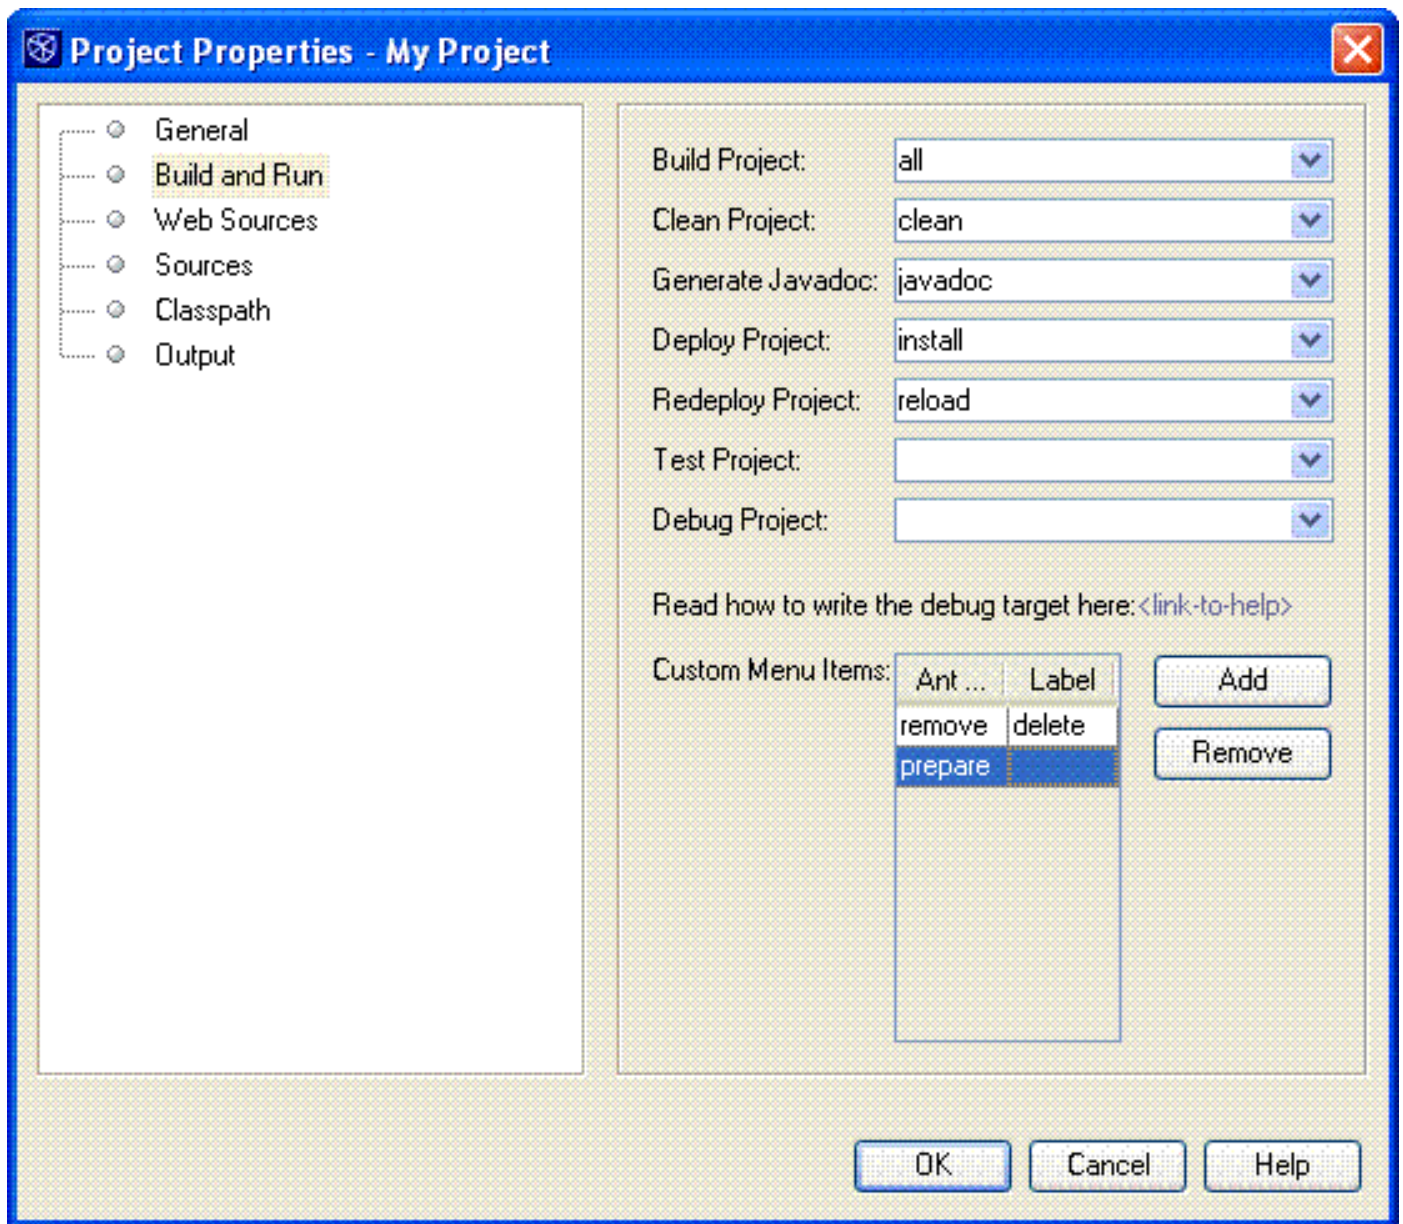 Project Properties - My Project
General
Build and Run
Web Sources
Sources
Classpath
Output
Build Project: all
Clean Project: clean
Generate Javadoc: javadoc
Deploy Project: install
Redeploy Project: reload
Test Project:
Debug Project:
Read how to write the debug target here:<link-to-help>
Custom Menu Items:
Ant ... Label
remove delete
prepare
Add
Remove
OK Cancel Help